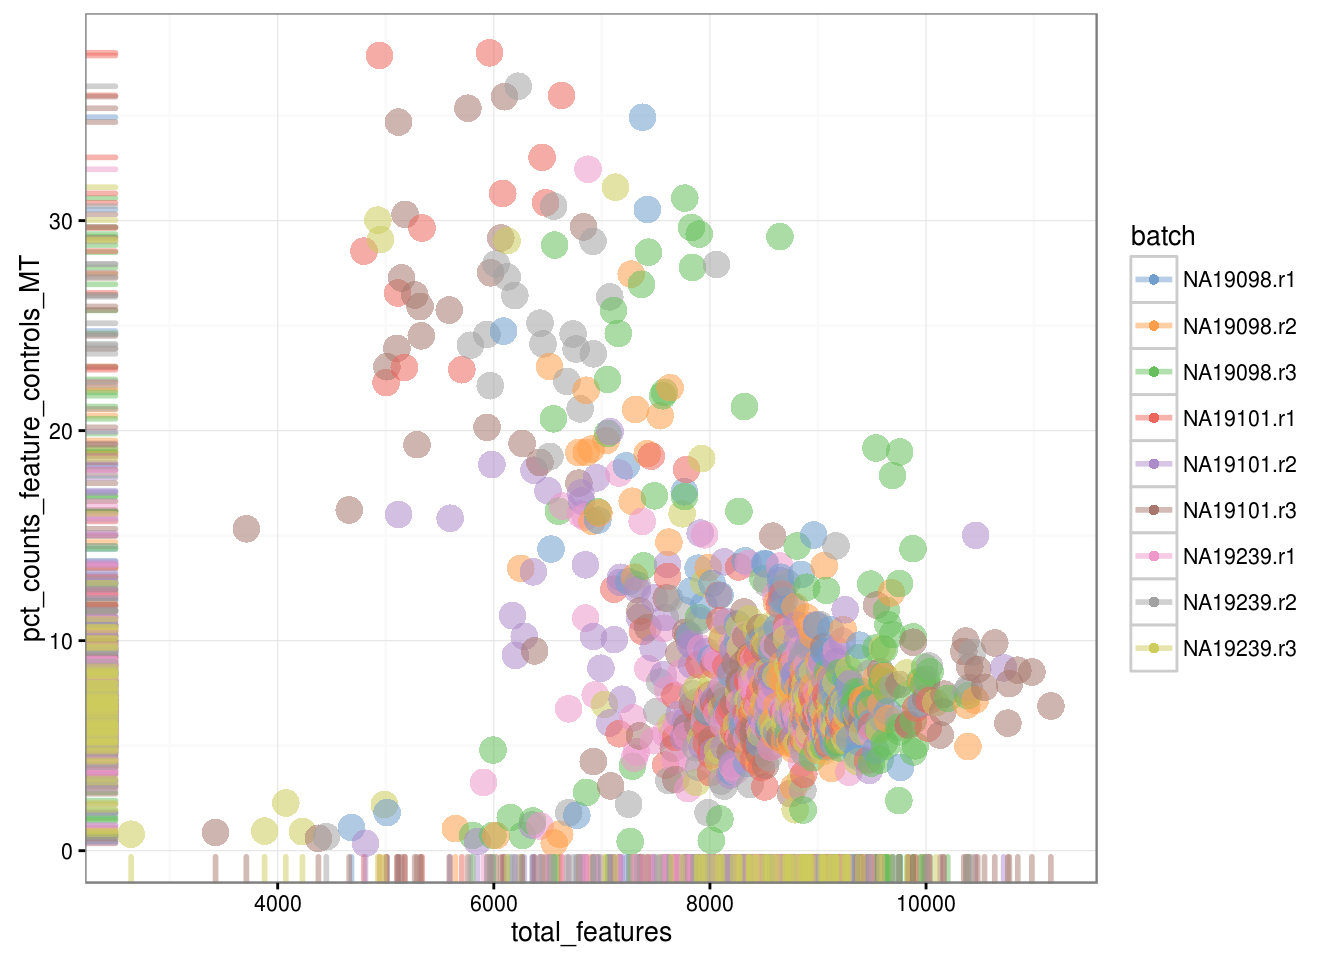 pct_counts_feature_controls_MT
30
20
10
0
4000
6000
8000
10000
total_features
batch
NA19098.r1
NA19098.r2
NA19098.r3
NA19101.r1
NA19101.r2
NA19101.r3
NA19239.r1
NA19239.r2
NA19239.r3